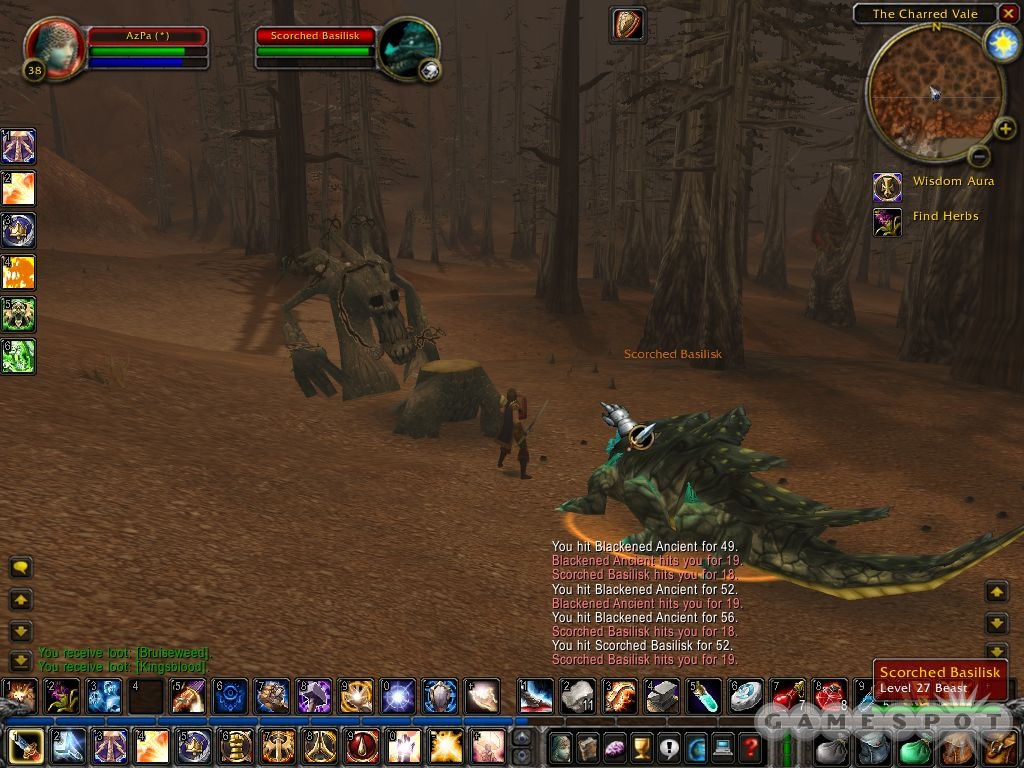 AzPa (*)
38
Scorched Basilisk
The Charred Vale
N
Wisdom Aura
Find Herbs
Scorched Basilisk
You hit Blackened Ancient for 49.
Blackened Ancient hits you for 19.
Scorched Basilisk hits you for 18.
You hit Blackened Ancient for 52.
Blackened Ancient hits you for 19.
You hit Blackened Ancient for 56.
Scorched Basilisk hits you for 18.
You hit Scorched Basilisk for 52.
Scorched Basilisk hits you for 19.
You receive loot: [Bruiseweed].
You receive loot: [Kingsblood].
Scorched Basilisk
Level 27 Beast
GAMESPOT